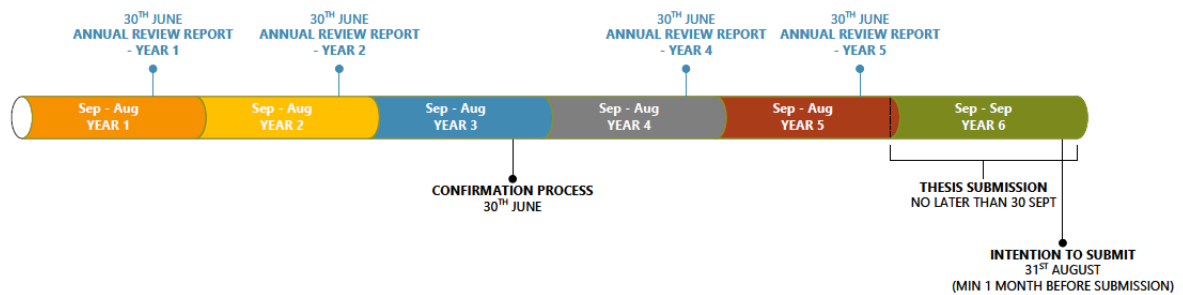 30TH JUNE
ANNUAL REVIEW REPORT
- YEAR 1
30TH JUNE
ANNUAL REVIEW REPORT
- YEAR 2
30TH JUNE
ANNUAL REVIEW REPORT
- YEAR 4
30TH JUNE
ANNUAL REVIEW REPORT
- YEAR 5
Sep - Aug
YEAR 1
Sep - Aug
YEAR 2
Sep - Aug
YEAR 3
Sep - Aug
YEAR 4
Sep - Aug
YEAR 5
Sep - Sep
YEAR 6
CONFIRMATION PROCESS
30TH JUNE
THESIS SUBMISSION
NO LATER THAN 30 SEPT
INTENTION TO SUBMIT
31ST AUGUST
(MIN 1 MONTH BEFORE SUBMISSION)